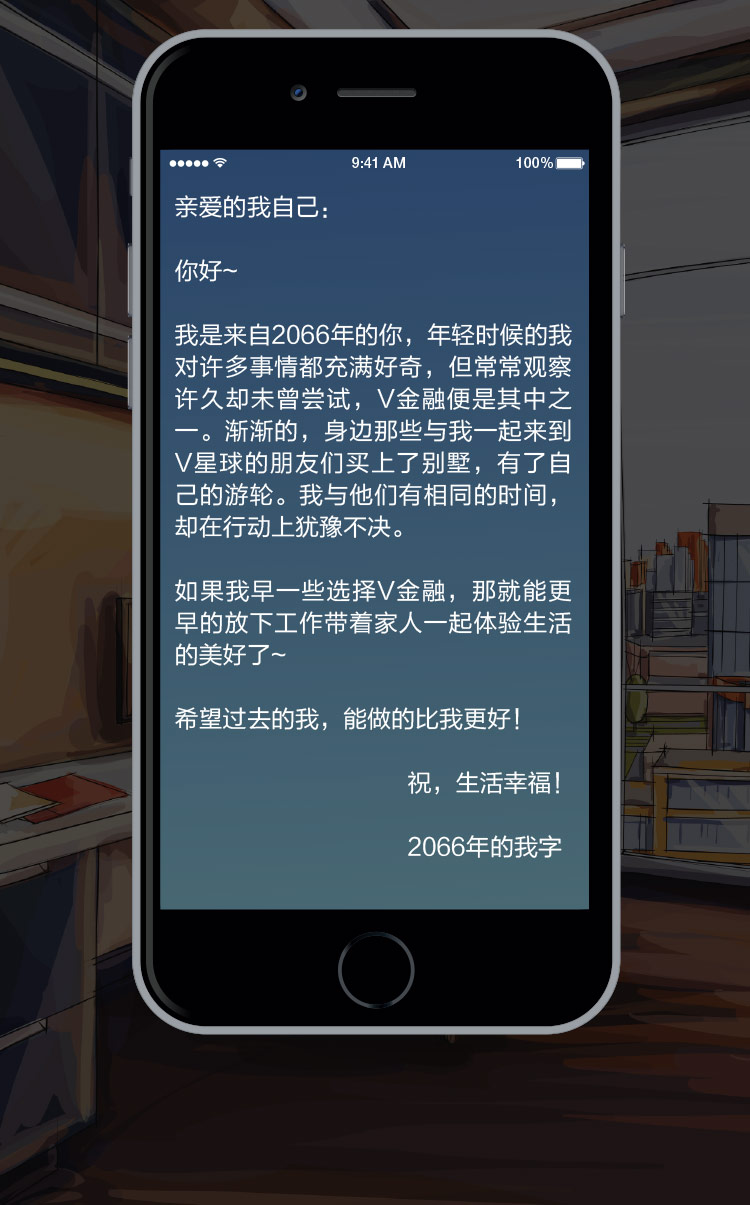 9:41 AM
100%
亲爱的我自己：
你好~
我是来自2066年的你，年轻时候的我
对许多事情都充满好奇，但常常观察
许久却未曾尝试，V金融便是其中之
一。渐渐的，身边那些与我一起来到
V星球的朋友们买上了别墅，有了自
己的游轮。我与他们有相同的时间，
却在行动上犹豫不决。
如果我早一些选择V金融，那就能更
早的放下工作带着家人一起体验生活
的美好了~
希望过去的我，能做的比我更好！
祝，生活幸福！
2066年的我字